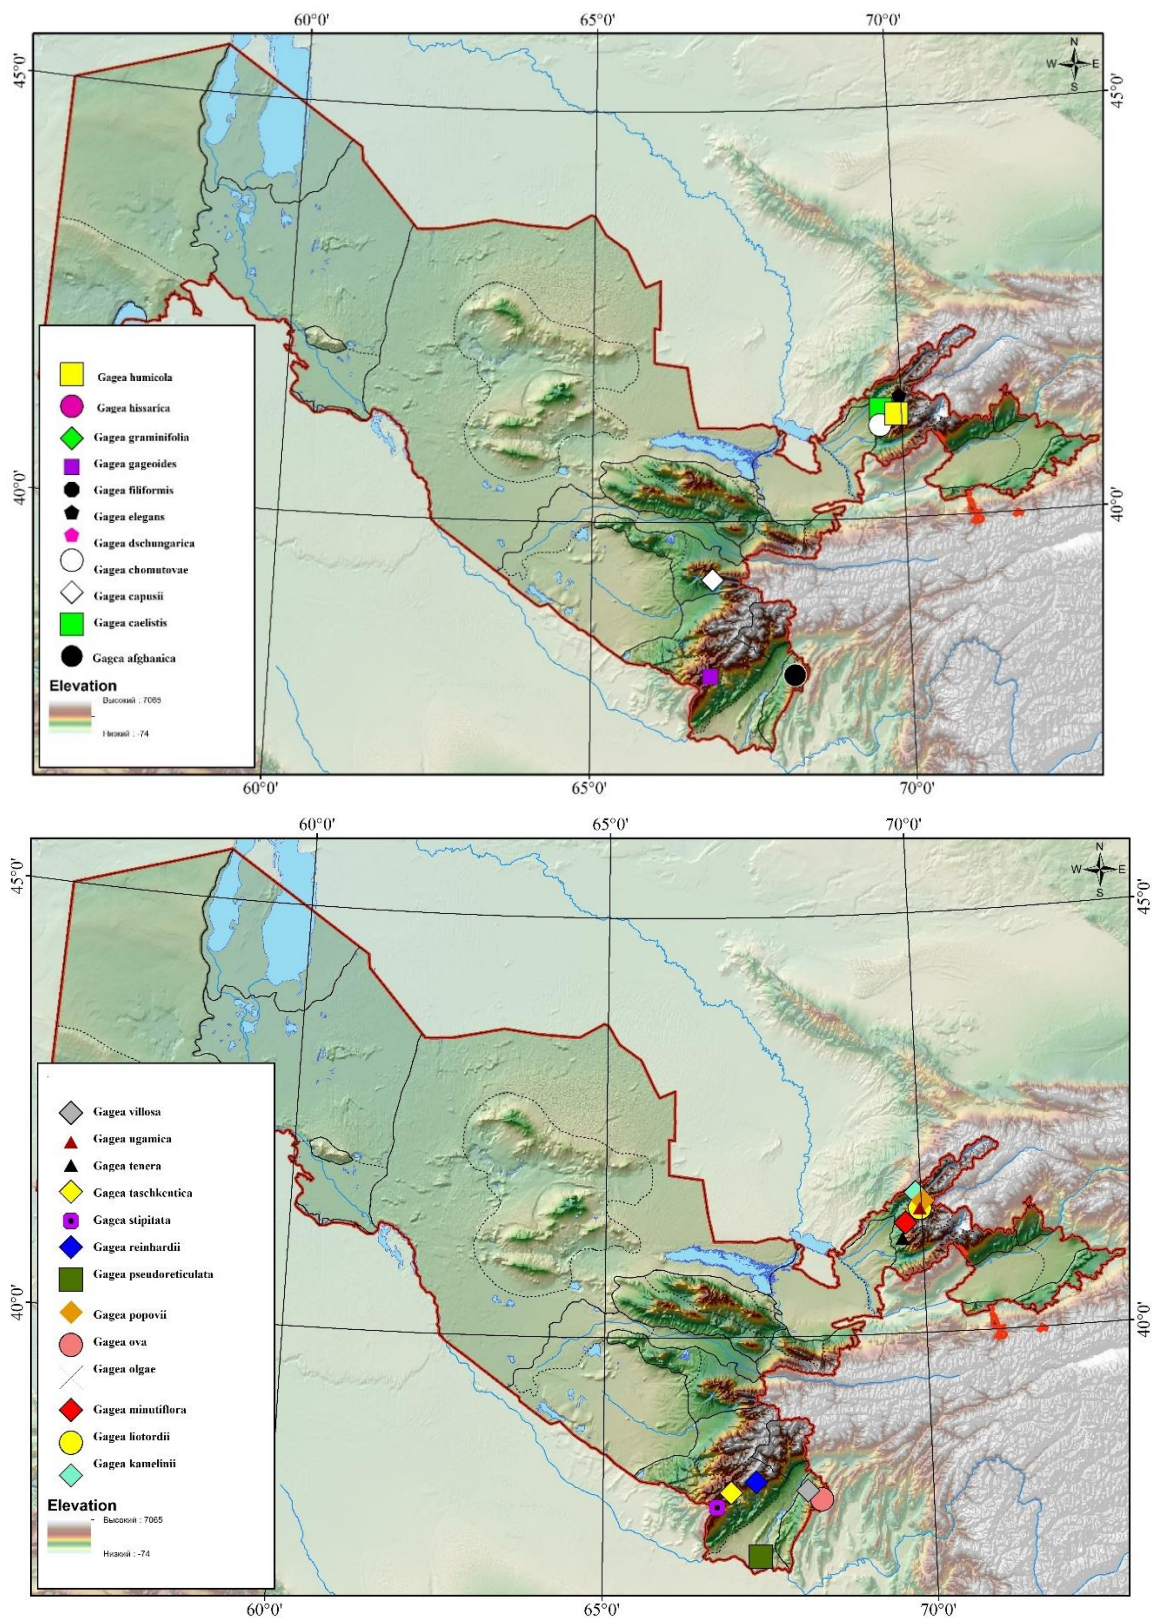 60°0' 65°0' 70°0'
N
W E
S
45°0' 45°0'
Gagea humicola
Gagea hissarica
Gagea graminifolia
Gagea gageoides
Gagea filiformis
Gagea elegans
Gagea dschungarica
Gagea chomutovae
Gagea capusii
Gagea caelistis
Gagea afghanica
Elevation
Высокий : 7065
Низкий : -74
40°0' 40°0'
60°0' 65°0' 70°0'
60°0' 65°0' 70°0'
N
W E
S
45°0' 45°0'
Gagea villosa
Gagea ugamica
Gagea tenera
Gagea taschkentica
Gagea stipitata
Gagea reinhardii
Gagea pseudoreticulata
Gagea popovii
Gagea ova
Gagea olgae
Gagea minutiflora
Gagea liotordii
Gagea kamelinii
Elevation
Высокий : 7065
Низкий : -74
40°0' 40°0'
60°0' 65°0' 70°0'